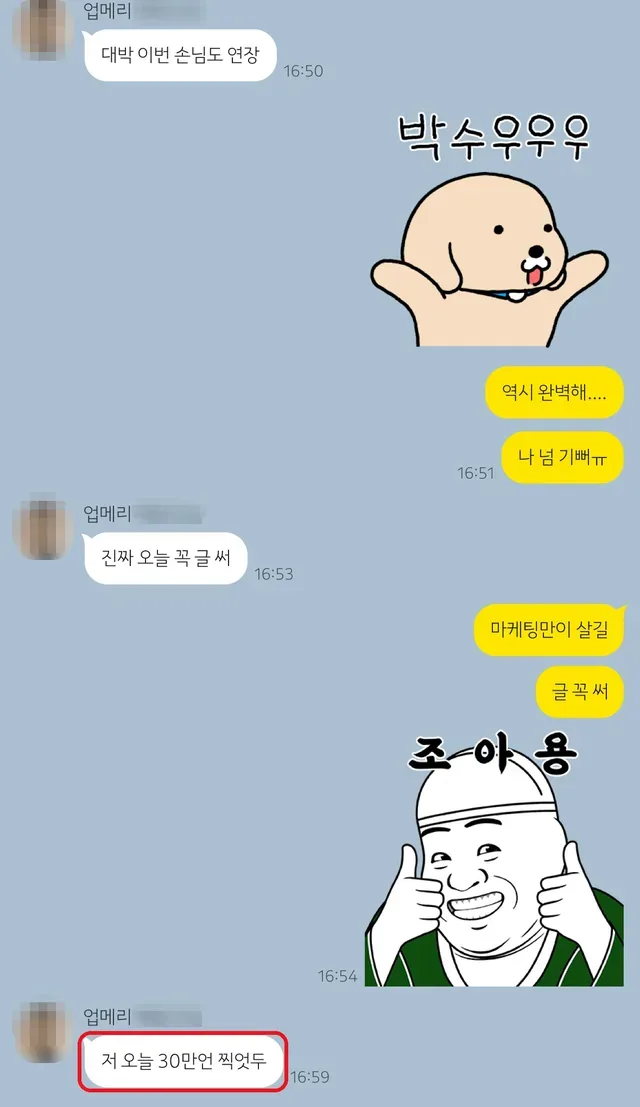 업메리
대박 이번 손님도 연장
16:50
박수우우우
역시 완벽해....
나 넘 기뻐ㅠ
16:51
업메리
진짜 오늘 꼭 글 써
16:53
마케팅만이 살길
글 꼭 써
조아용
16:54
업메리
저 오늘 30만언 찍엇두
16:59